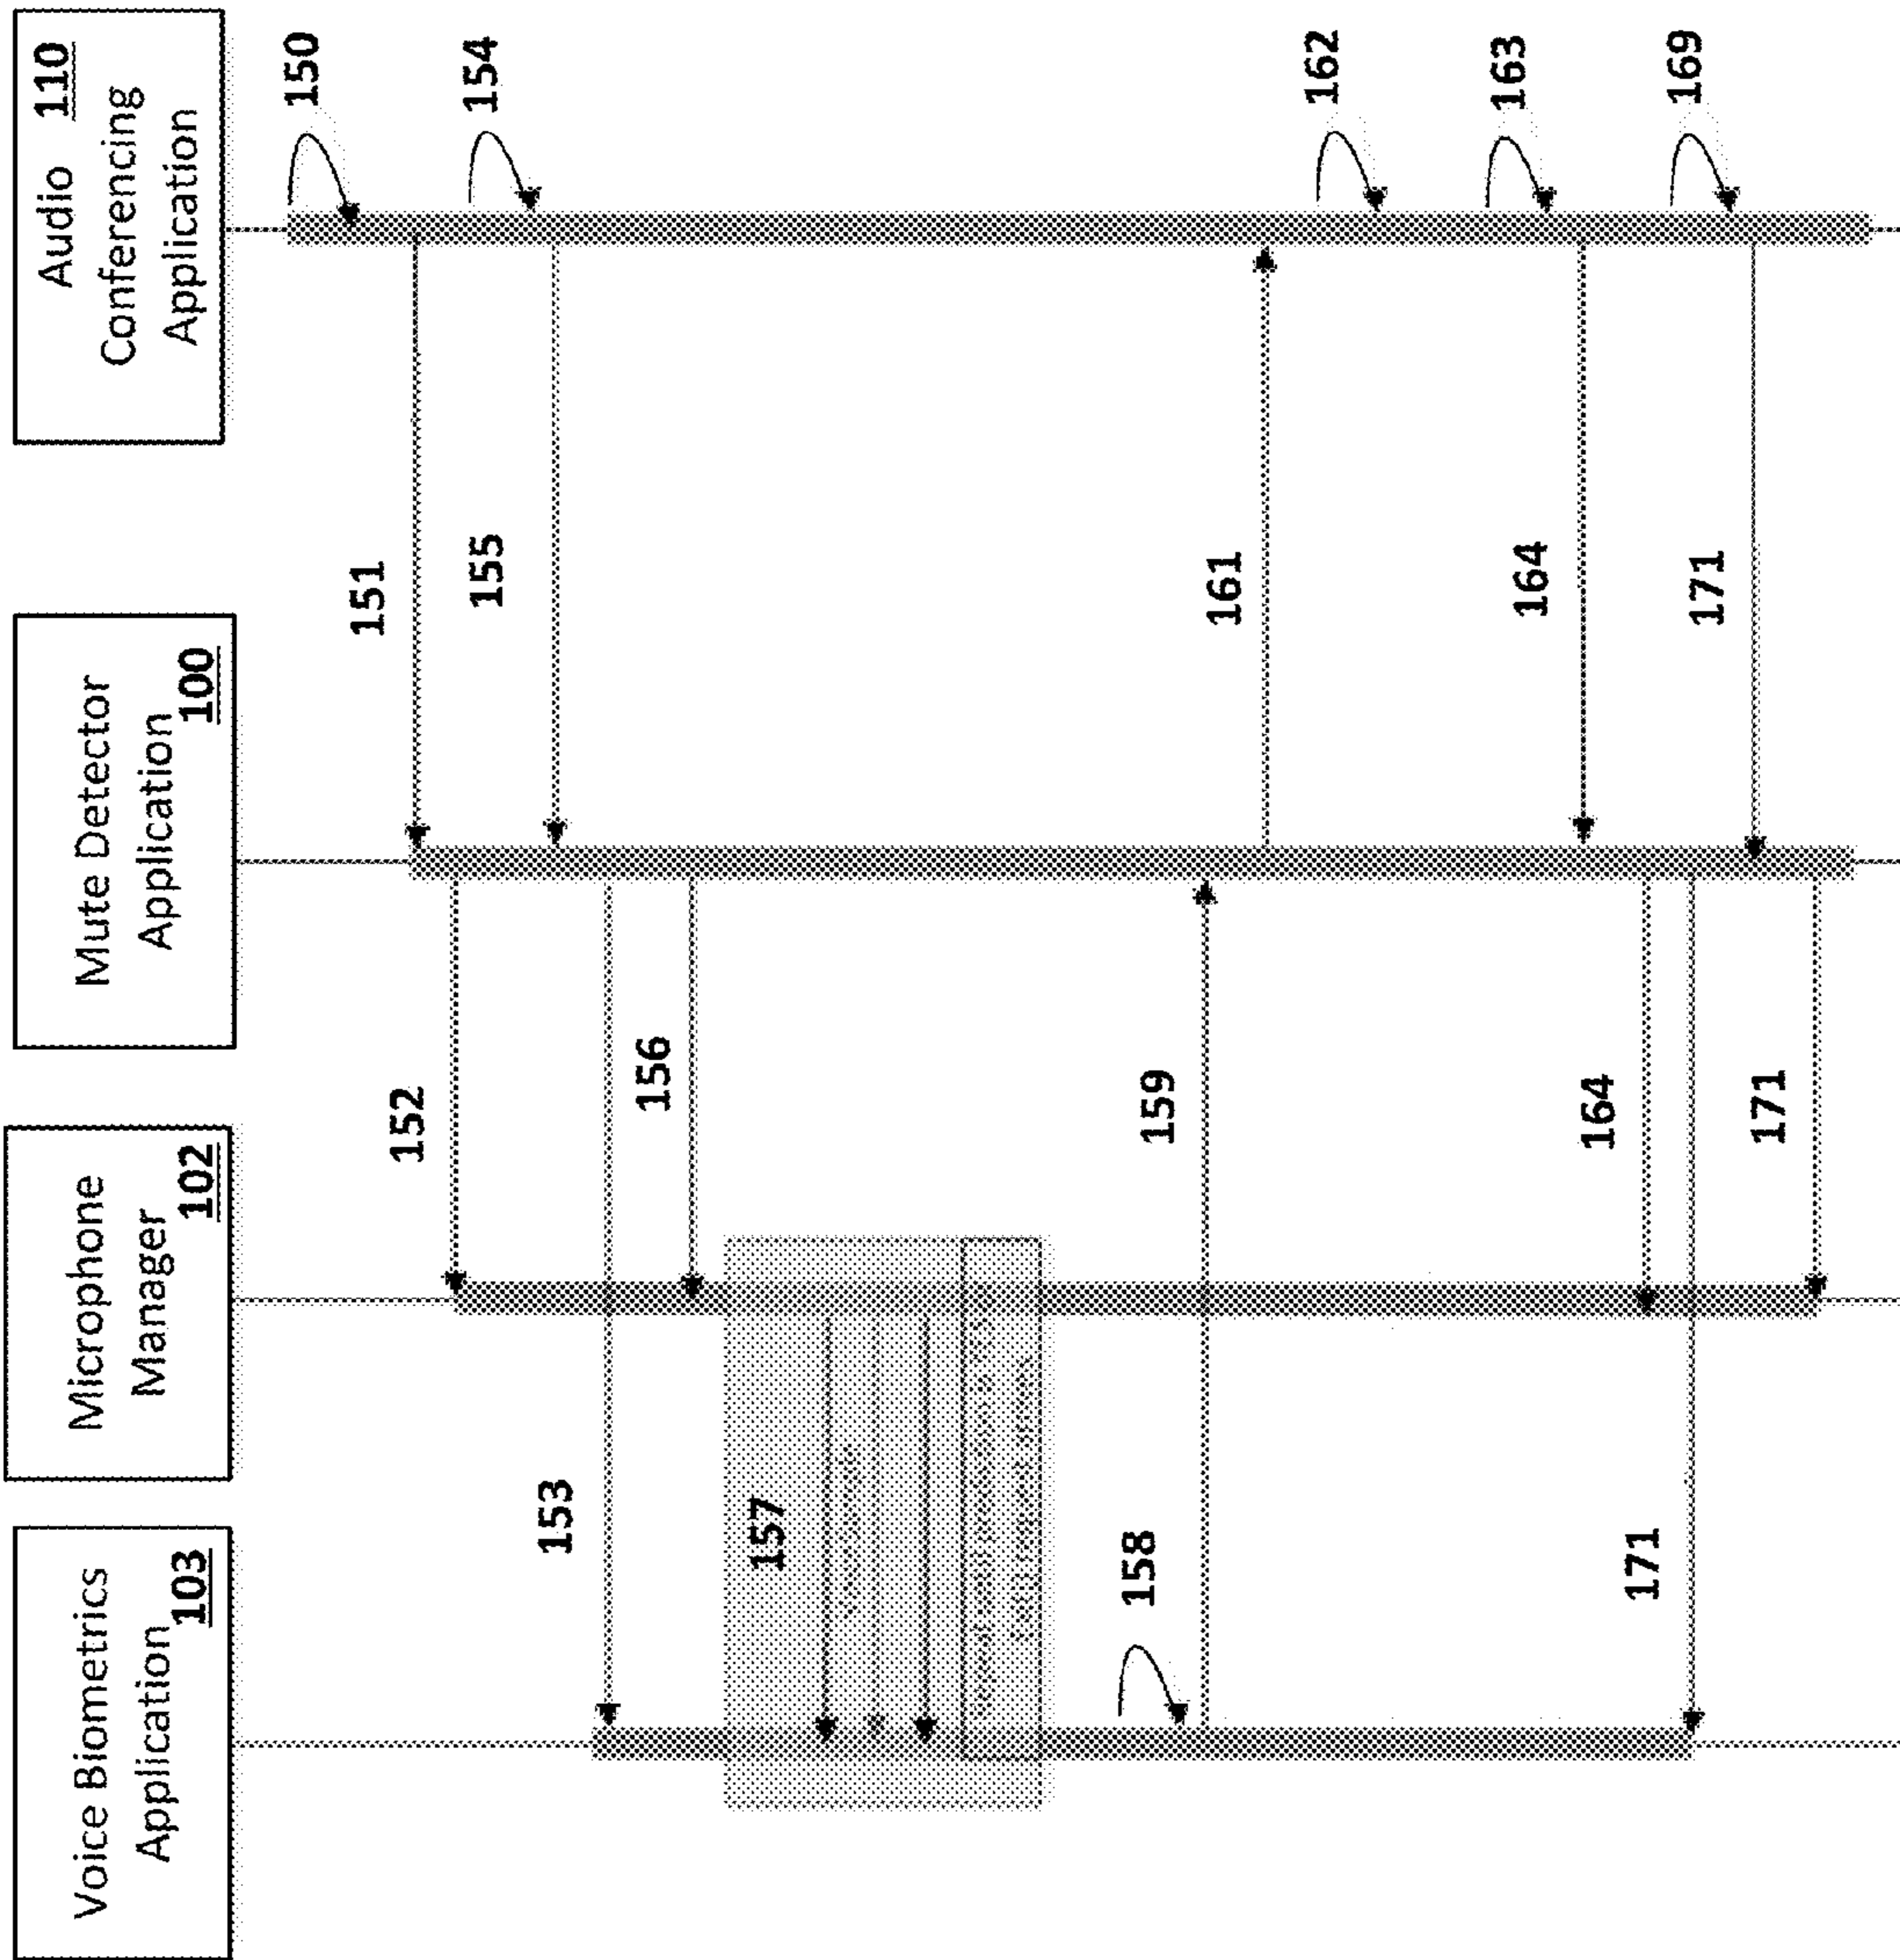 Audio 110
Conferencing
Application
Mute Detector
Application
100
Microphone
Manager
102
Voice Biometrics
Application
103
150
154
162
163
169
151
155
161
164
171
152
156
159
164
171
153
157
158
171